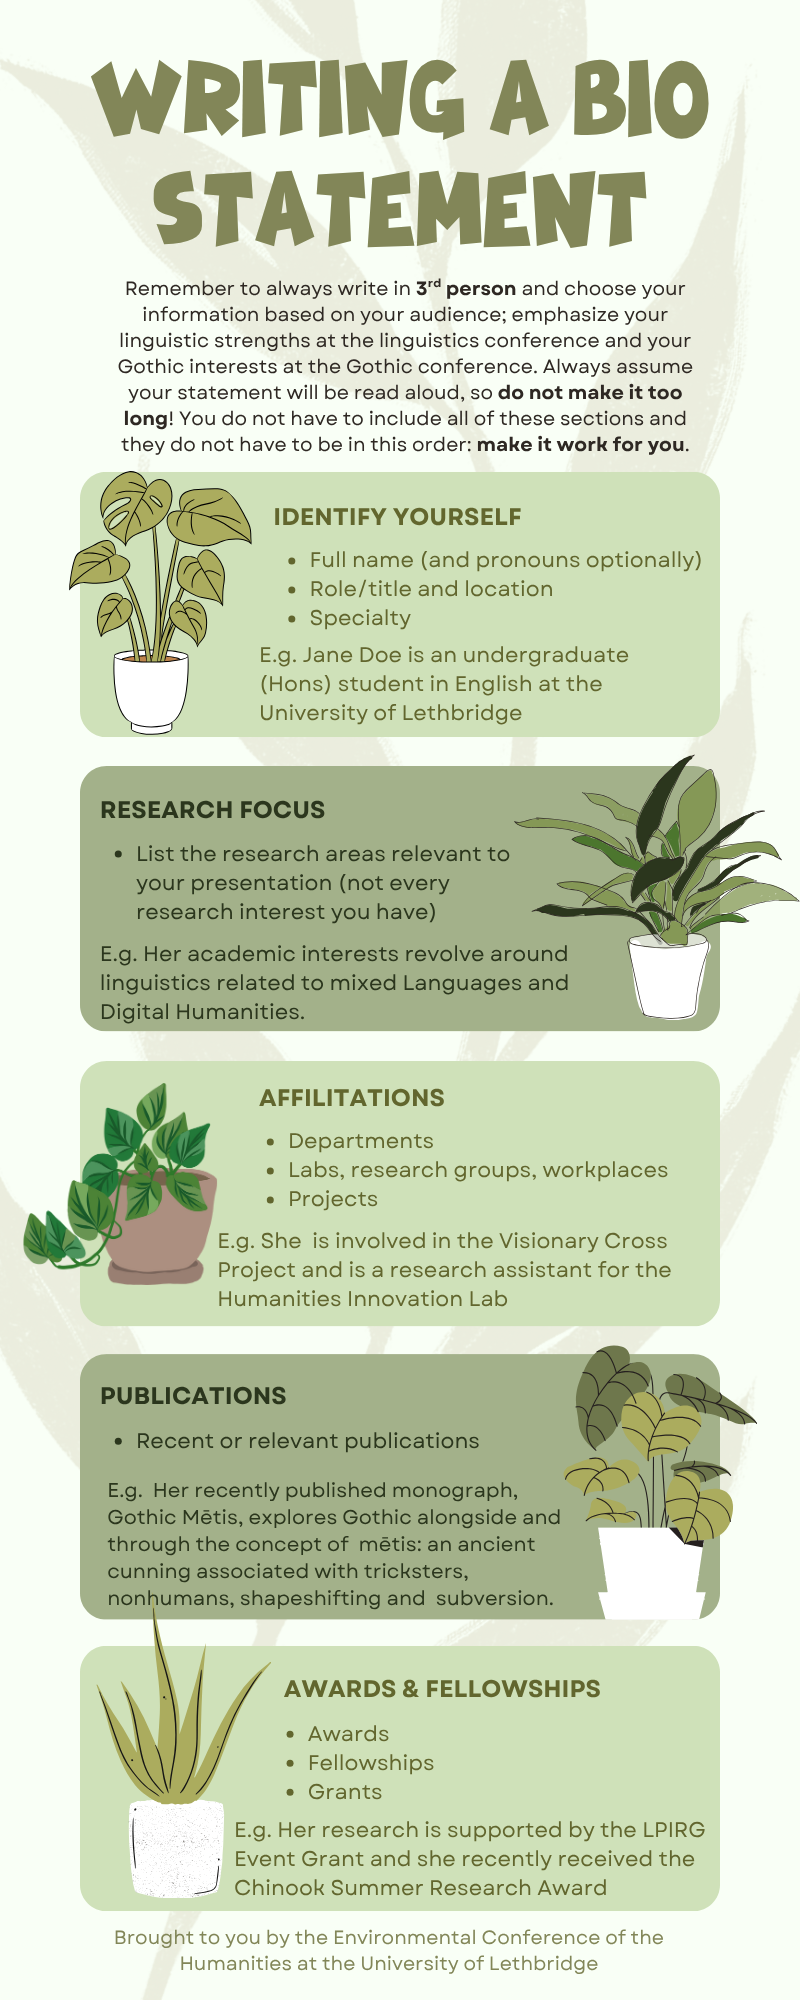 WRITING A BIO
STATEMENT
Remember to always write in 3rd person and choose your
information based on your audience; emphasize your
linguistic strengths at the linguistics conference and your
Gothic interests at the Gothic conference. Always assume
your statement will be read aloud, so do not make it too
long! You do not have to include all of these sections and
they do not have to be in this order: make it work for you.
IDENTIFY YOURSELF
• Full name (and pronouns optionally)
• Role/title and location
• Specialty
E.g. Jane Doe is an undergraduate
(Hons) student in English at the
University of Lethbridge
RESEARCH FOCUS
• List the research areas relevant to
your presentation (not every
research interest you have)
E.g. Her academic interests revolve around
linguistics related to mixed Languages and
Digital Humanities.
AFFILITATIONS
• Departments
• Labs, research groups, workplaces
• Projects
E.g. She is involved in the Visionary Cross
Project and is a research assistant for the
Humanities Innovation Lab
PUBLICATIONS
• Recent or relevant publications
E.g. Her recently published monograph,
Gothic Mētis, explores Gothic alongside and
through the concept of mētis: an ancient
cunning associated with tricksters,
nonhumans, shapeshifting and subversion.
AWARDS & FELLOWSHIPS
• Awards
• Fellowships
• Grants
E.g. Her research is supported by the LPIRG
Event Grant and she recently received the
Chinook Summer Research Award
Brought to you by the Environmental Conference of the
Humanities at the University of Lethbridge